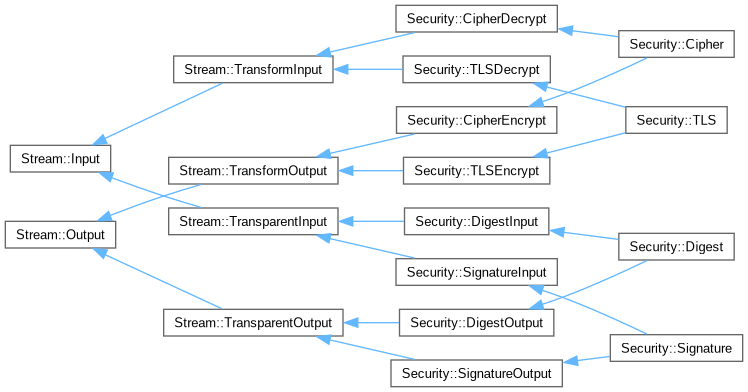 Security::CipherDecrypt
Security::Cipher
Stream::TransformInput
Security::TLSDecrypt
Security::CipherEncrypt
Security::TLS
Stream::Input
Stream::TransformOutput
Security::TLSEncrypt
Stream::TransparentInput
Security::DigestInput
Stream::Output
Security::Digest
Security::SignatureInput
Stream::TransparentOutput
Security::DigestOutput
Security::Signature
Security::SignatureOutput